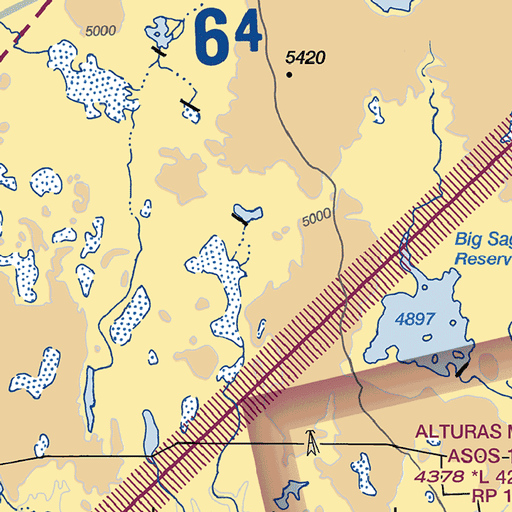 5000
6⁴
5420
5000
Big Sag
Reserv
4897
ALTURAS M
ASOS-1
4378 *L 42
RP 1